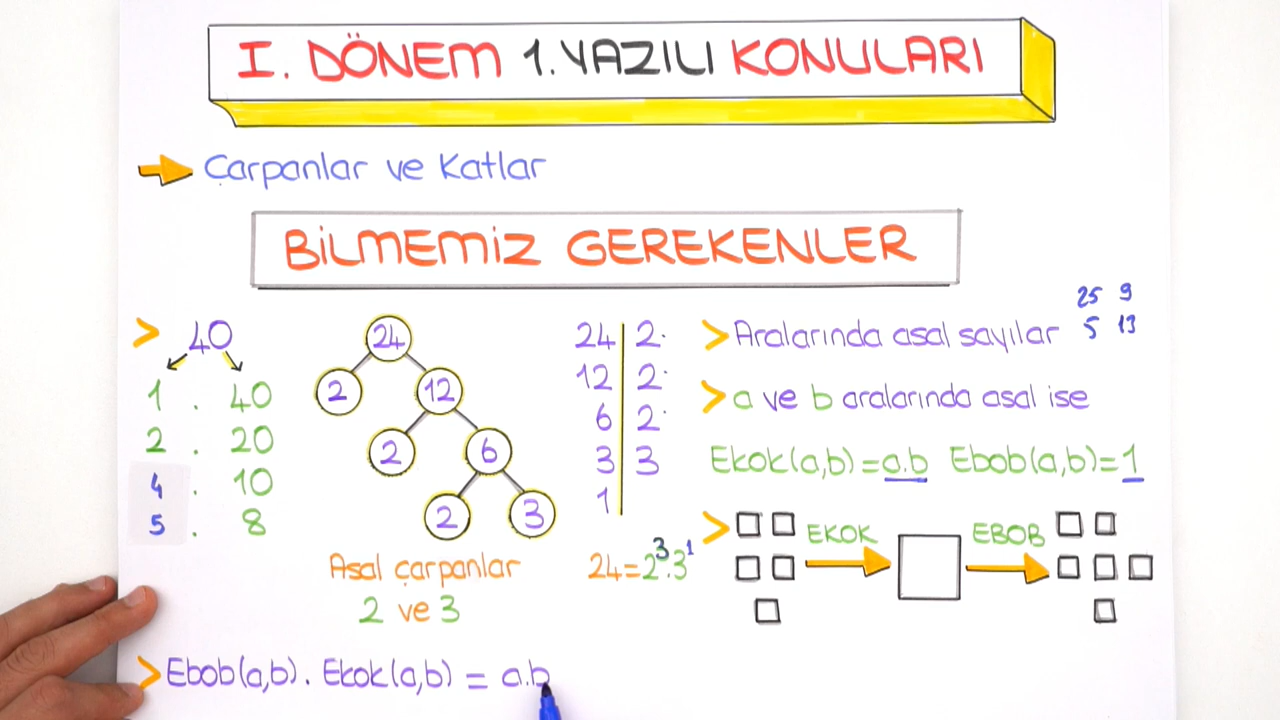 I. DÖNEM 1. YAZILI KONULARI
Çarpanlar ve Katlar
BİLMEMİZ GEREKENLER
> 40
1 . 40
2 . 20
4 . 10
5 . 8
24
2 12
2 6
2 3
Asal çarpanlar
2 ve 3
24 | 2
12 | 2
6 | 2
3 | 3
1
24=2³.3¹
> Aralarında asal sayılar
25 9
5 13
> a ve b aralarında asal ise
Ekok(a,b)=a.b Ebob(a,b)=1
> EKOK EBOB
> Ebob(a,b). Ekok(a,b) = a.b